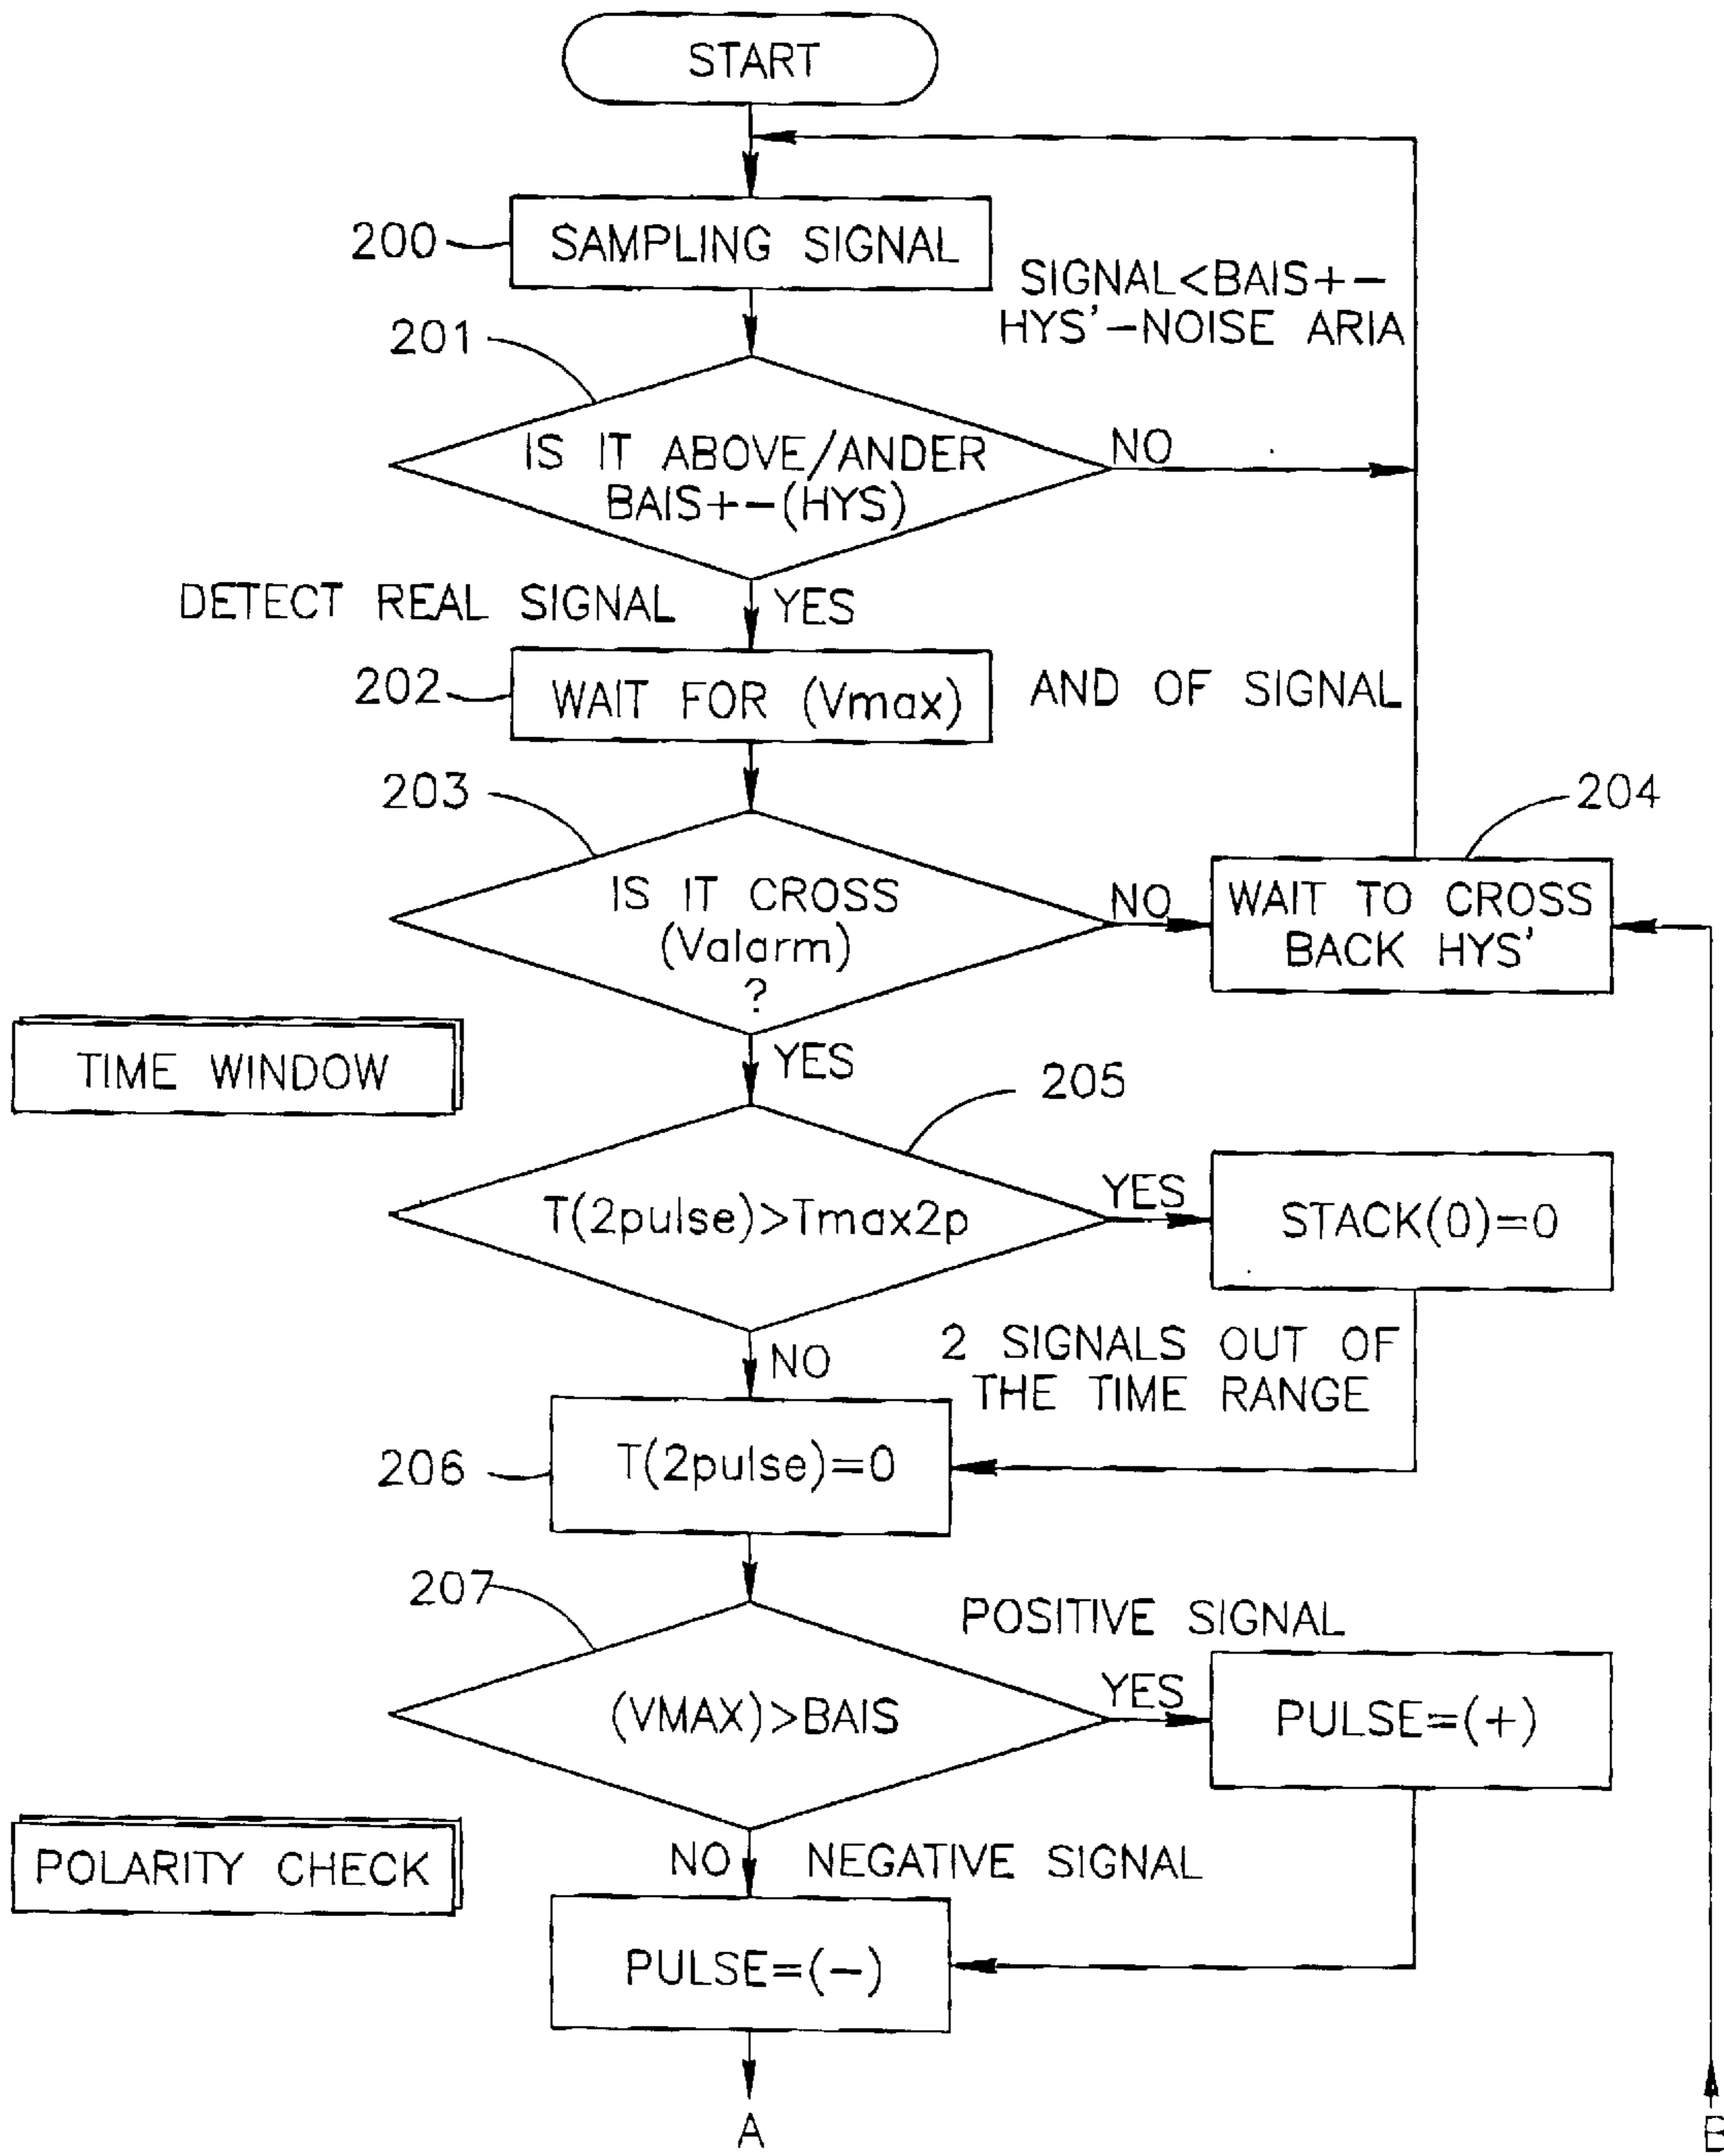 START
200
SAMPLING SIGNAL
SIGNAL<BAIS+-
HYS'-NOISE ARIA
201
IS IT ABOVE/ANDER
BAIS+-(HYS)
NO
DETECT REAL SIGNAL
YES
202
WAIT FOR (Vmax)
AND OF SIGNAL
203
204
IS IT CROSS
(Valarm)
?
NO
WAIT TO CROSS
BACK HYS'
TIME WINDOW
YES
205
T(2pulse)>Tmax2p
YES
STACK(0)=0
NO
2 SIGNALS OUT OF
THE TIME RANGE
206
T(2pulse)=0
207
POSITIVE SIGNAL
(VMAX)>BAIS
YES
PULSE=(+)
POLARITY CHECK
NO
NEGATIVE SIGNAL
PULSE=(-)
A
B